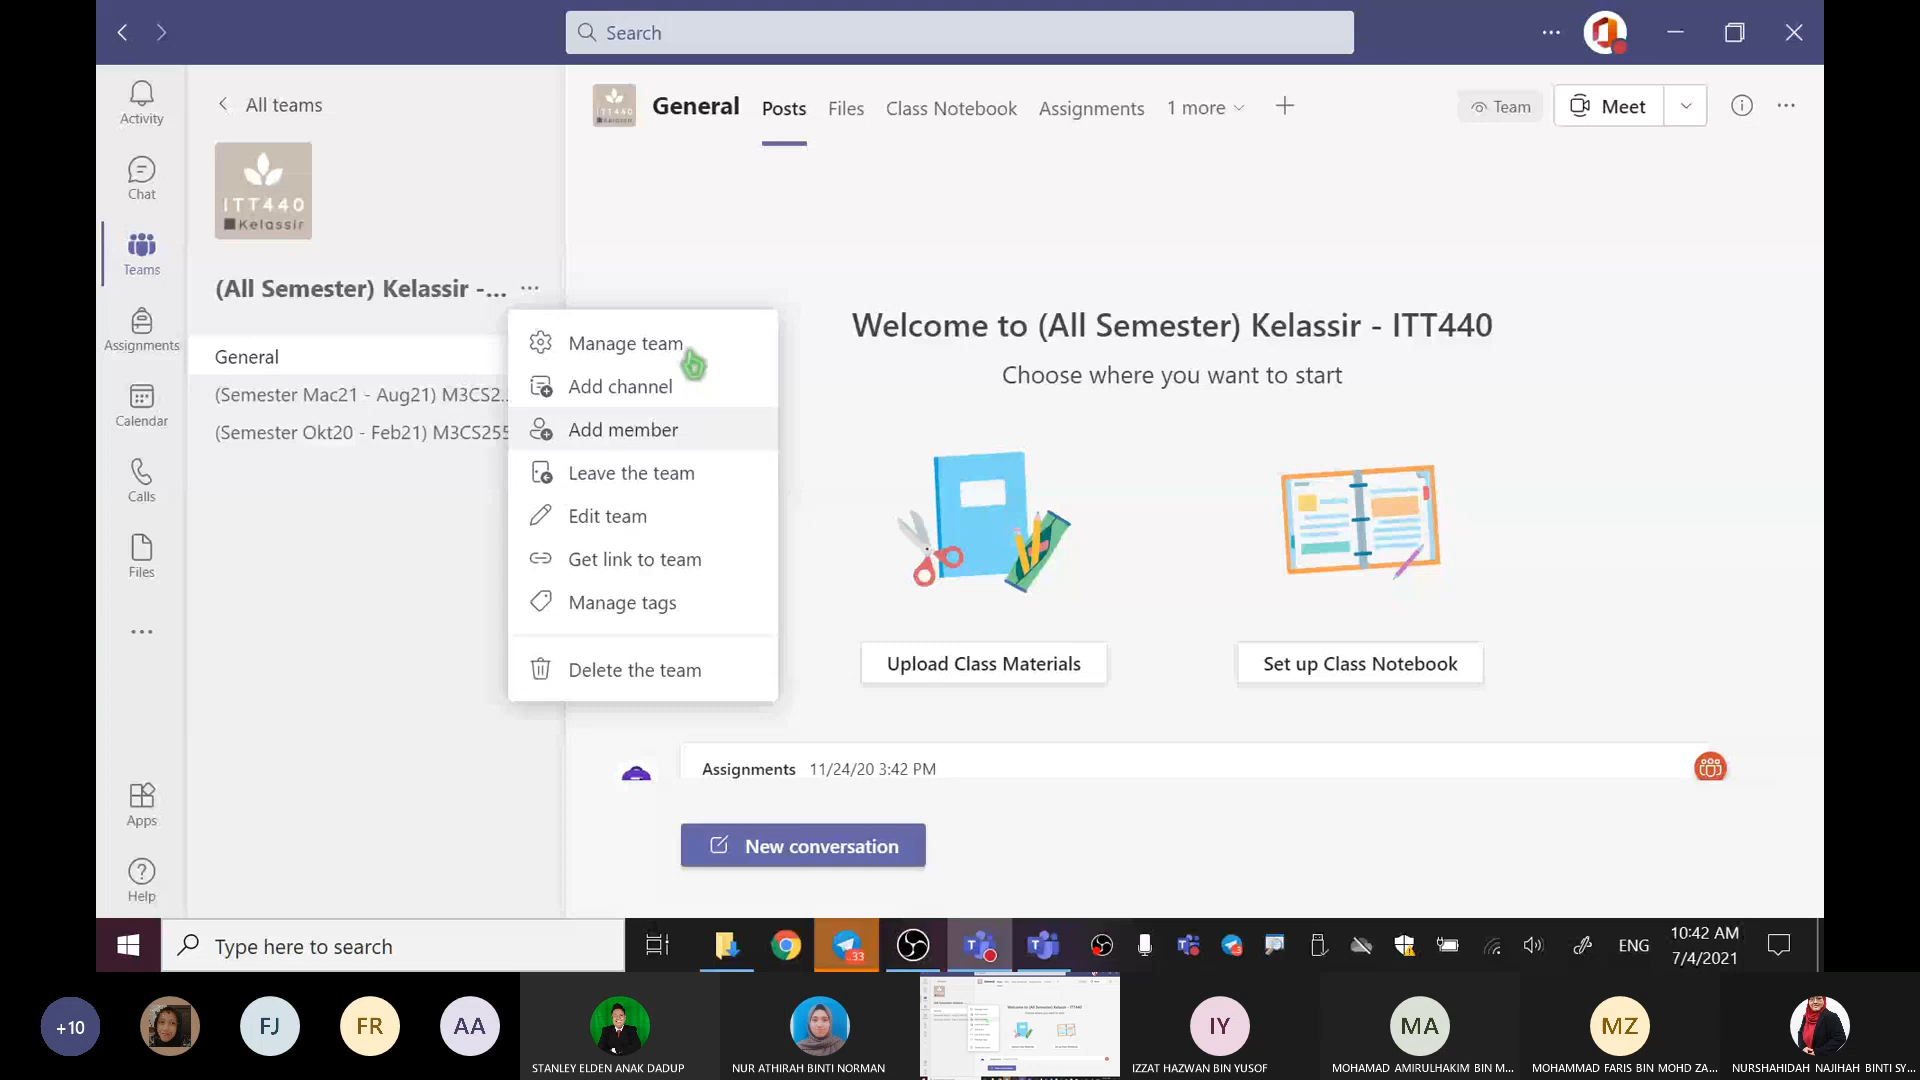 Search
Activity
Chat
Teams
Assignments
Calendar
Calls
Files
Apps
Help
All teams
ITT440
Kelassir
(All Semester) Kelassir -...
General
(Semester Mac21 - Aug21) M3CS2...
(Semester Okt20 - Feb21) M3CS255
Manage team
Add channel
Add member
Leave the team
Edit team
Get link to team
Manage tags
Delete the team
General Posts Files Class Notebook Assignments 1 more
Team
Meet
Welcome to (All Semester) Kelassir - ITT440
Choose where you want to start
Upload Class Materials
Set up Class Notebook
Assignments 11/24/20 3:42 PM
New conversation
Type here to search
33
ENG
10:42 AM
7/4/2021
+10
FJ
FR
AA
STANLEY ELDEN ANAK DADUP
NUR ATHIRAH BINTI NORMAN
IY
IZZAT HAZWAN BIN YUSOF
MA
MOHAMAD AMIRULHAKIM BIN M...
MZ
MOHAMMAD FARIS BIN MOHD ZA...
NURSHAHIDAH NAJIHAH BINTI SY...